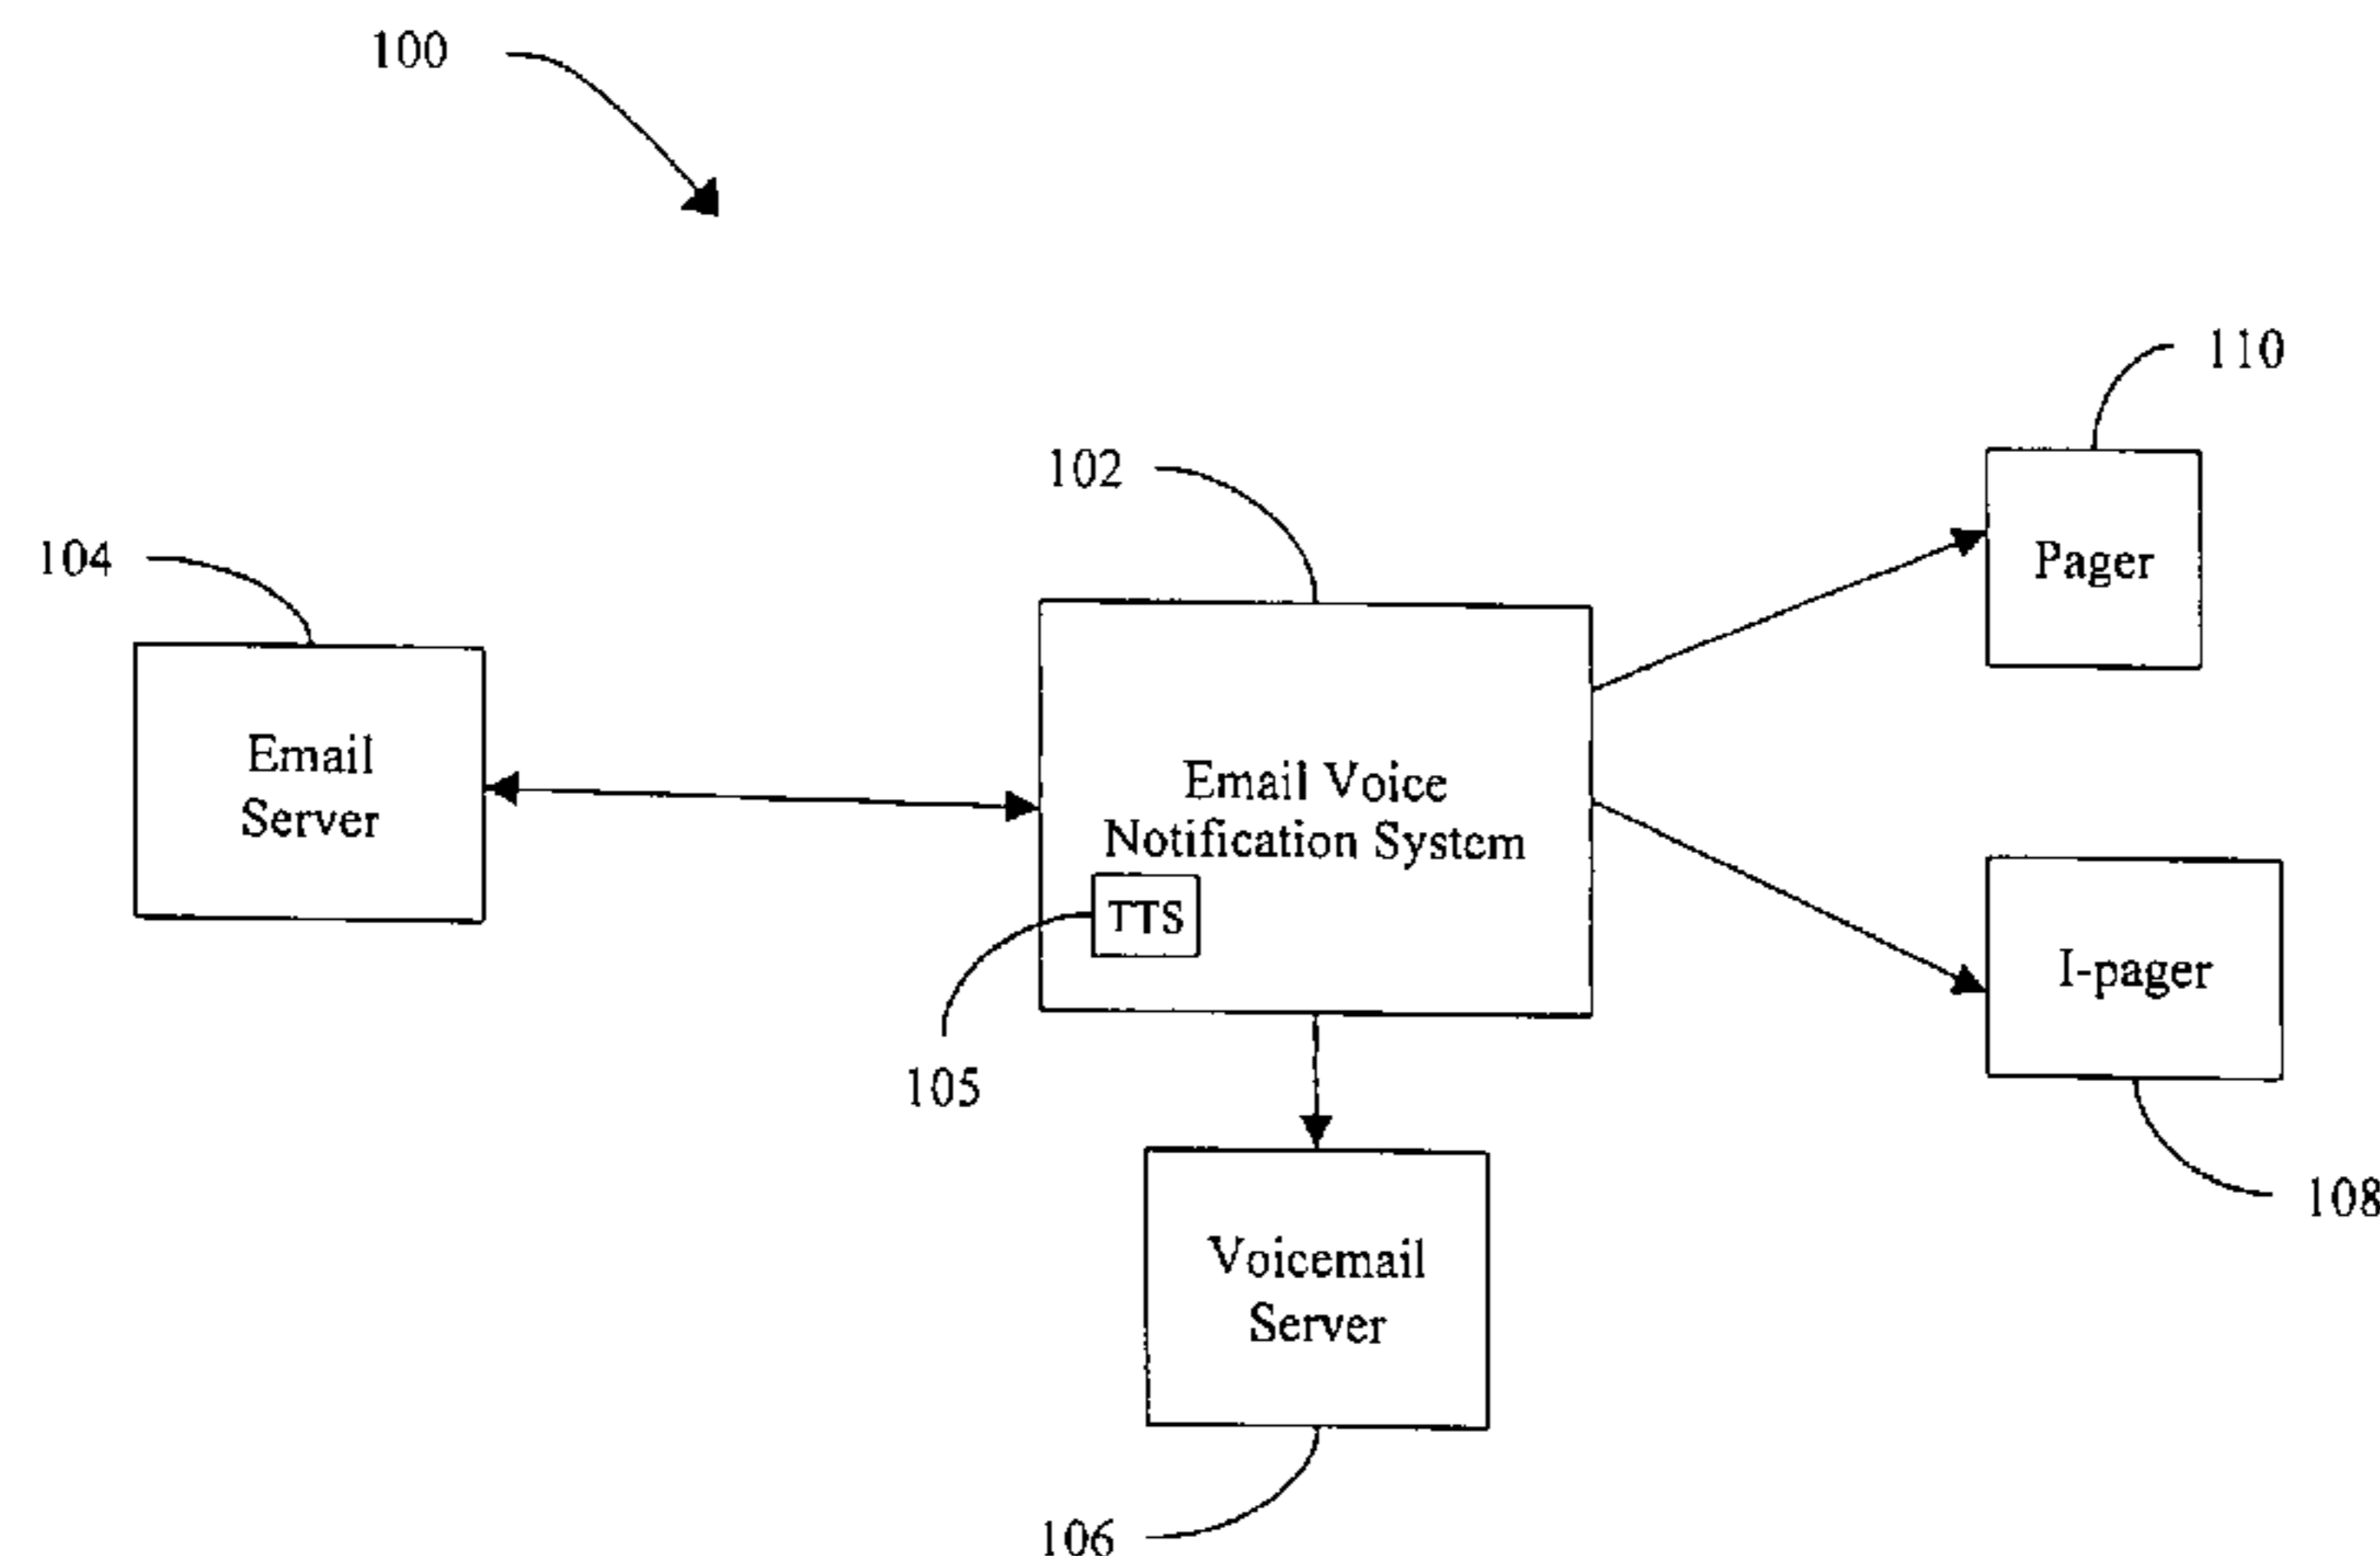 100
110
102
104
Pager
Email
Server
Email Voice
Notification System
TTS
I-pager
105
108
Voicemail
Server
106